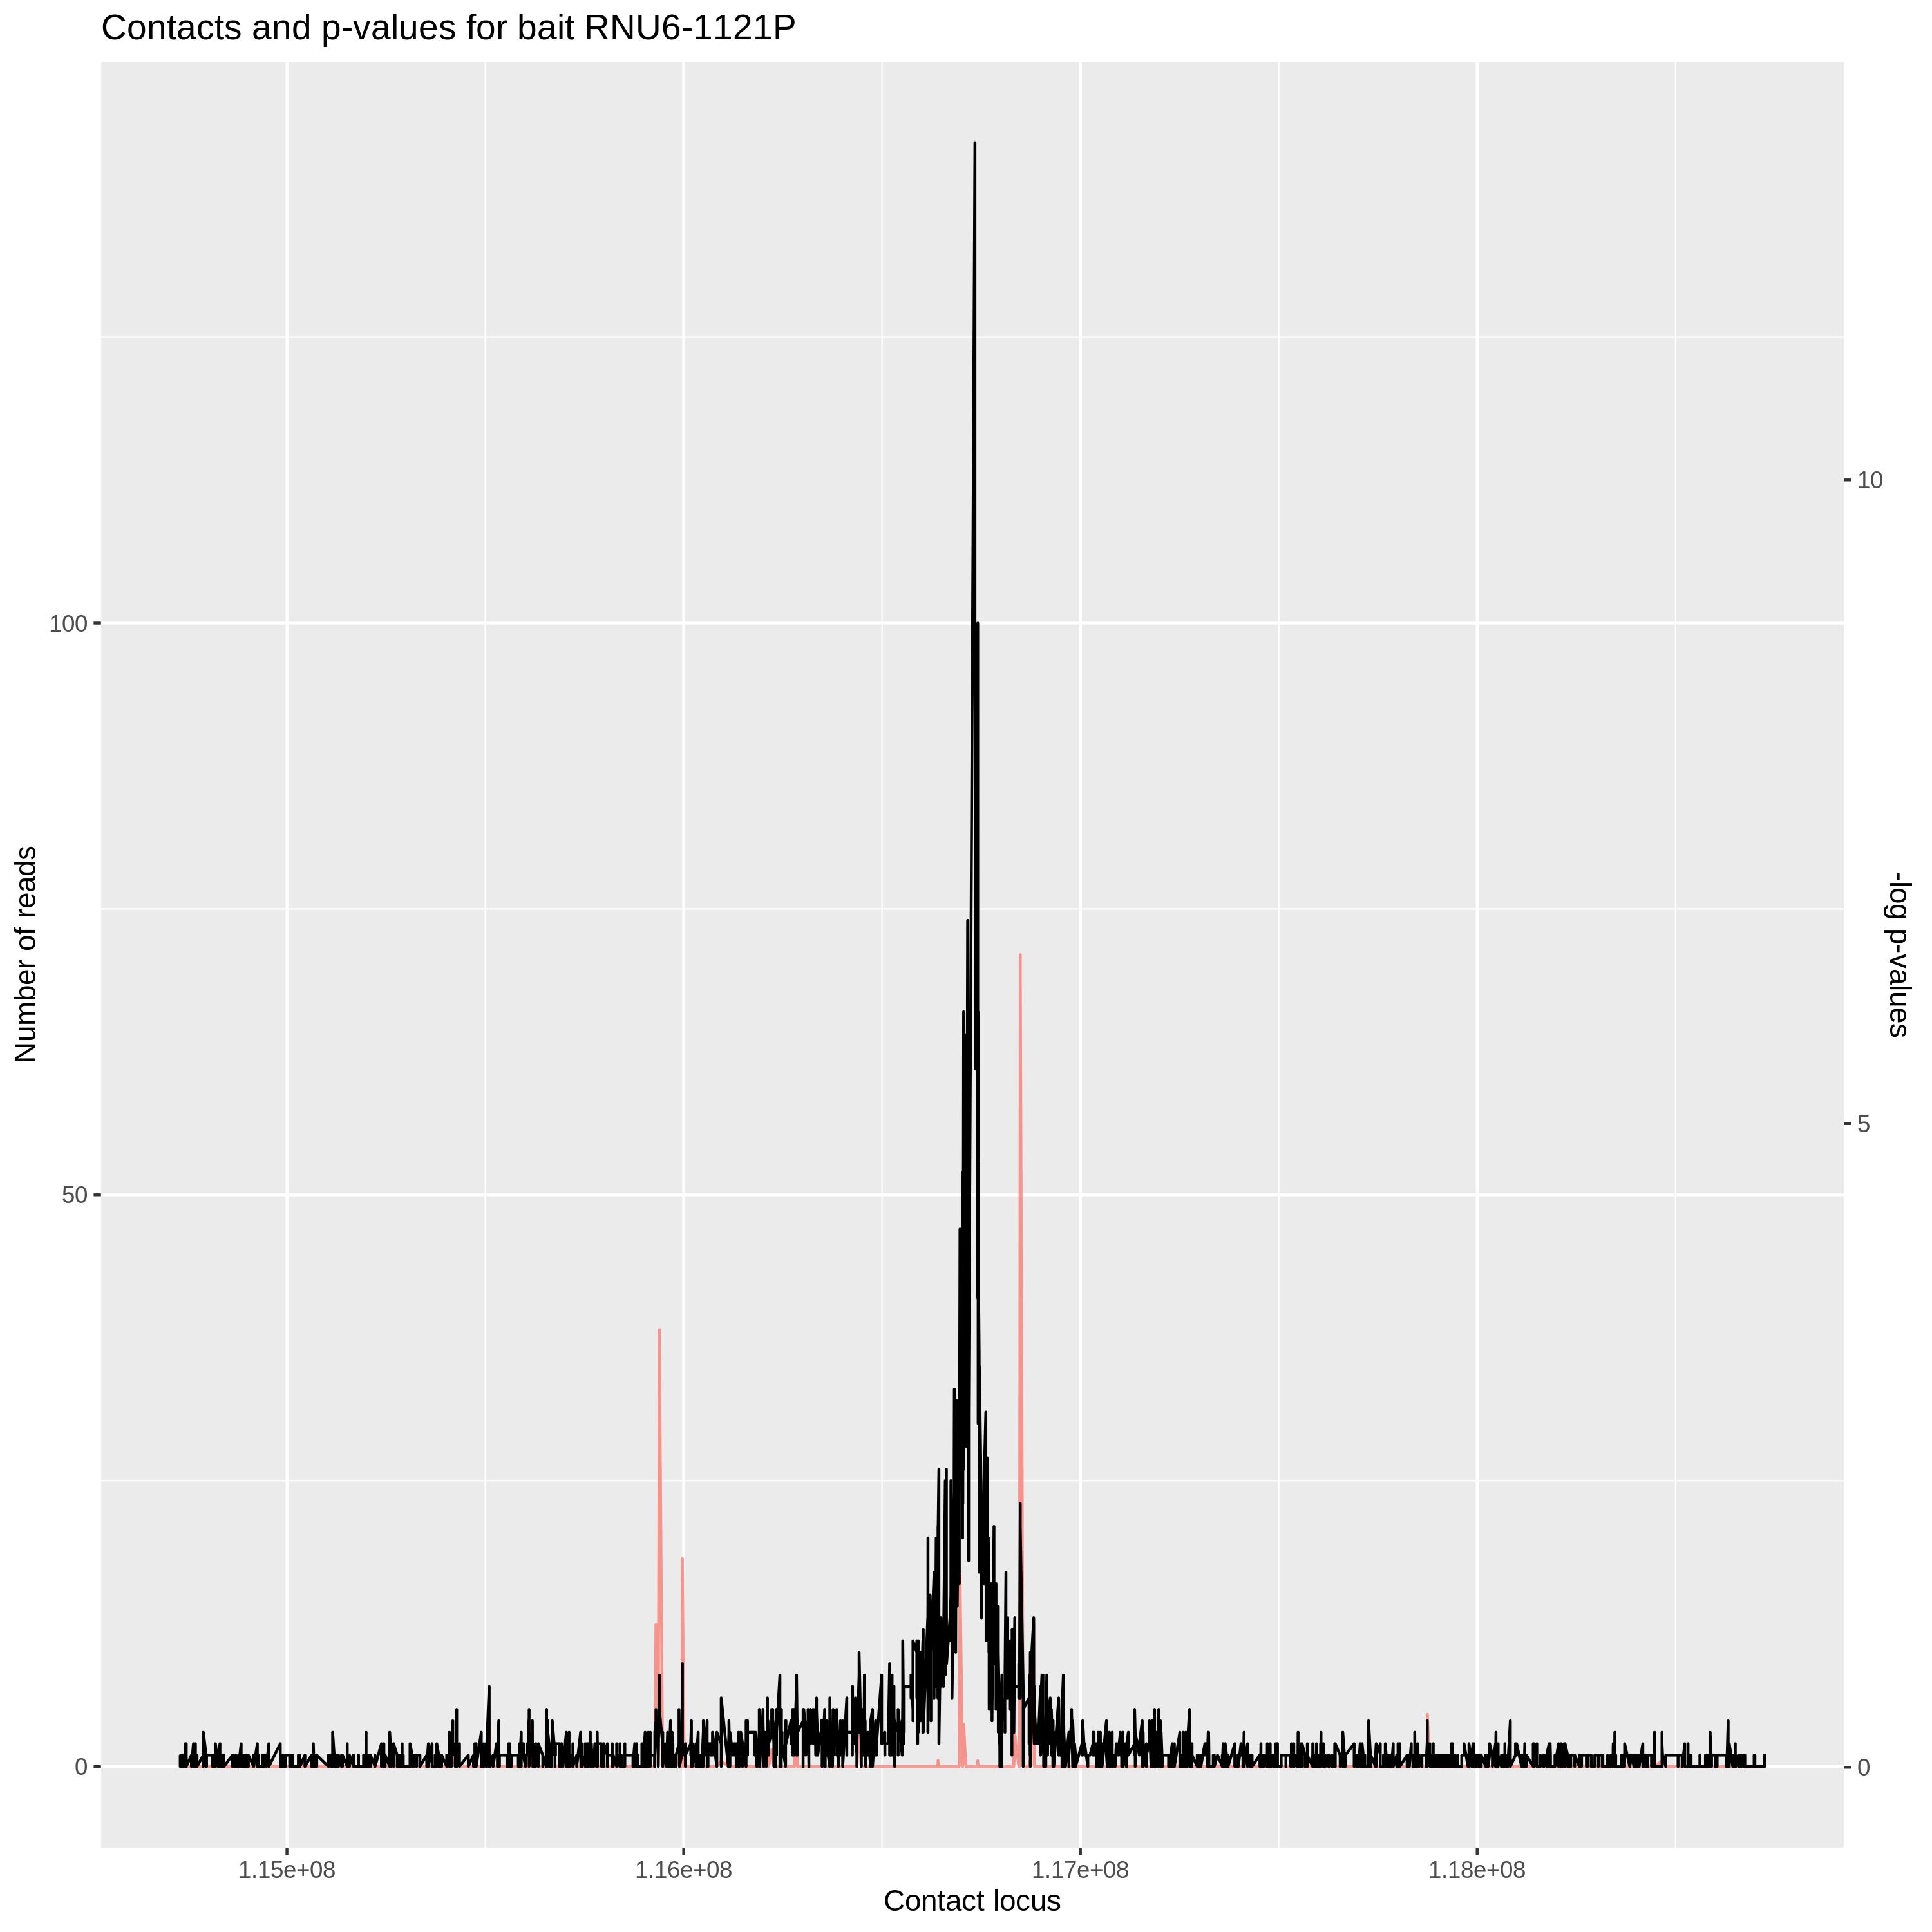 Contacts and p-values for bait RNU6-1121P
Number of reads
100
50
0
10
5
0
-log p-values
1.15e+08
1.16e+08
1.17e+08
1.18e+08
Contact locus